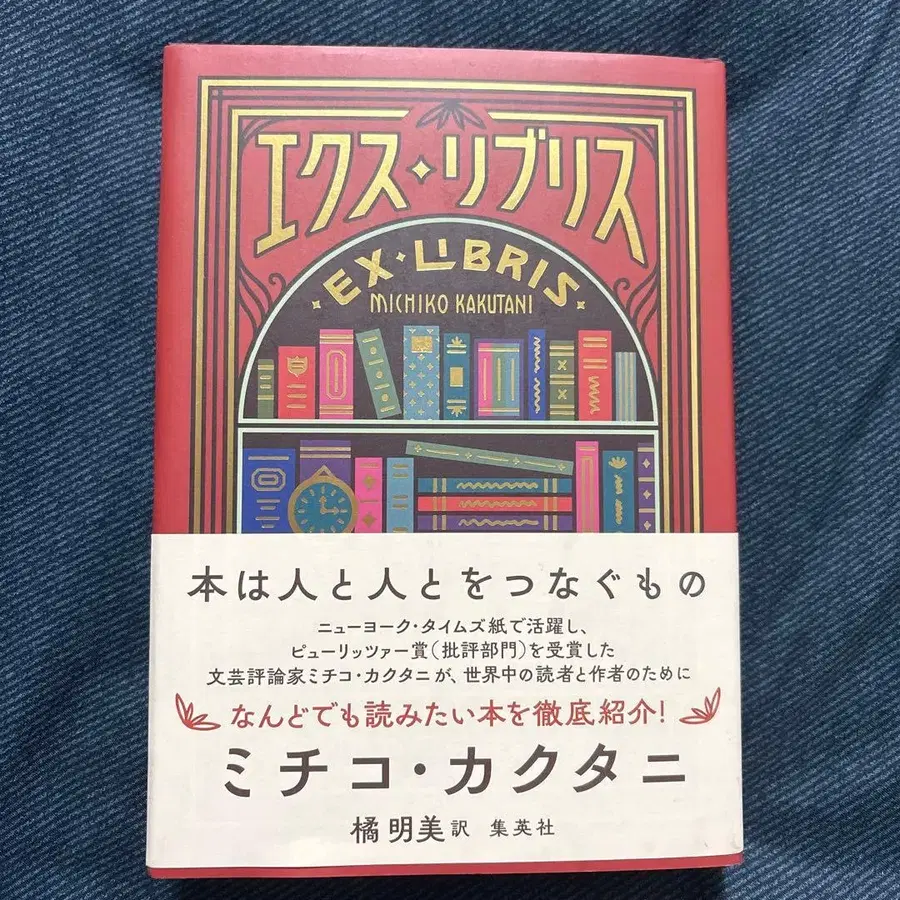 エクス・リブリス
EX・LIBRIS
MICHIKO KAKUTANI
本は人と人とをつなぐもの
ニューヨーク・タイムズ紙で活躍し、
ピューリッツァー賞(批評部門)を受賞した
文芸評論家ミチコ・カクタニが、世界中の読者と作者のために
なんどでも読みたい本を徹底紹介!
ミチコ・カクタニ
橘 明美 訳 集英社